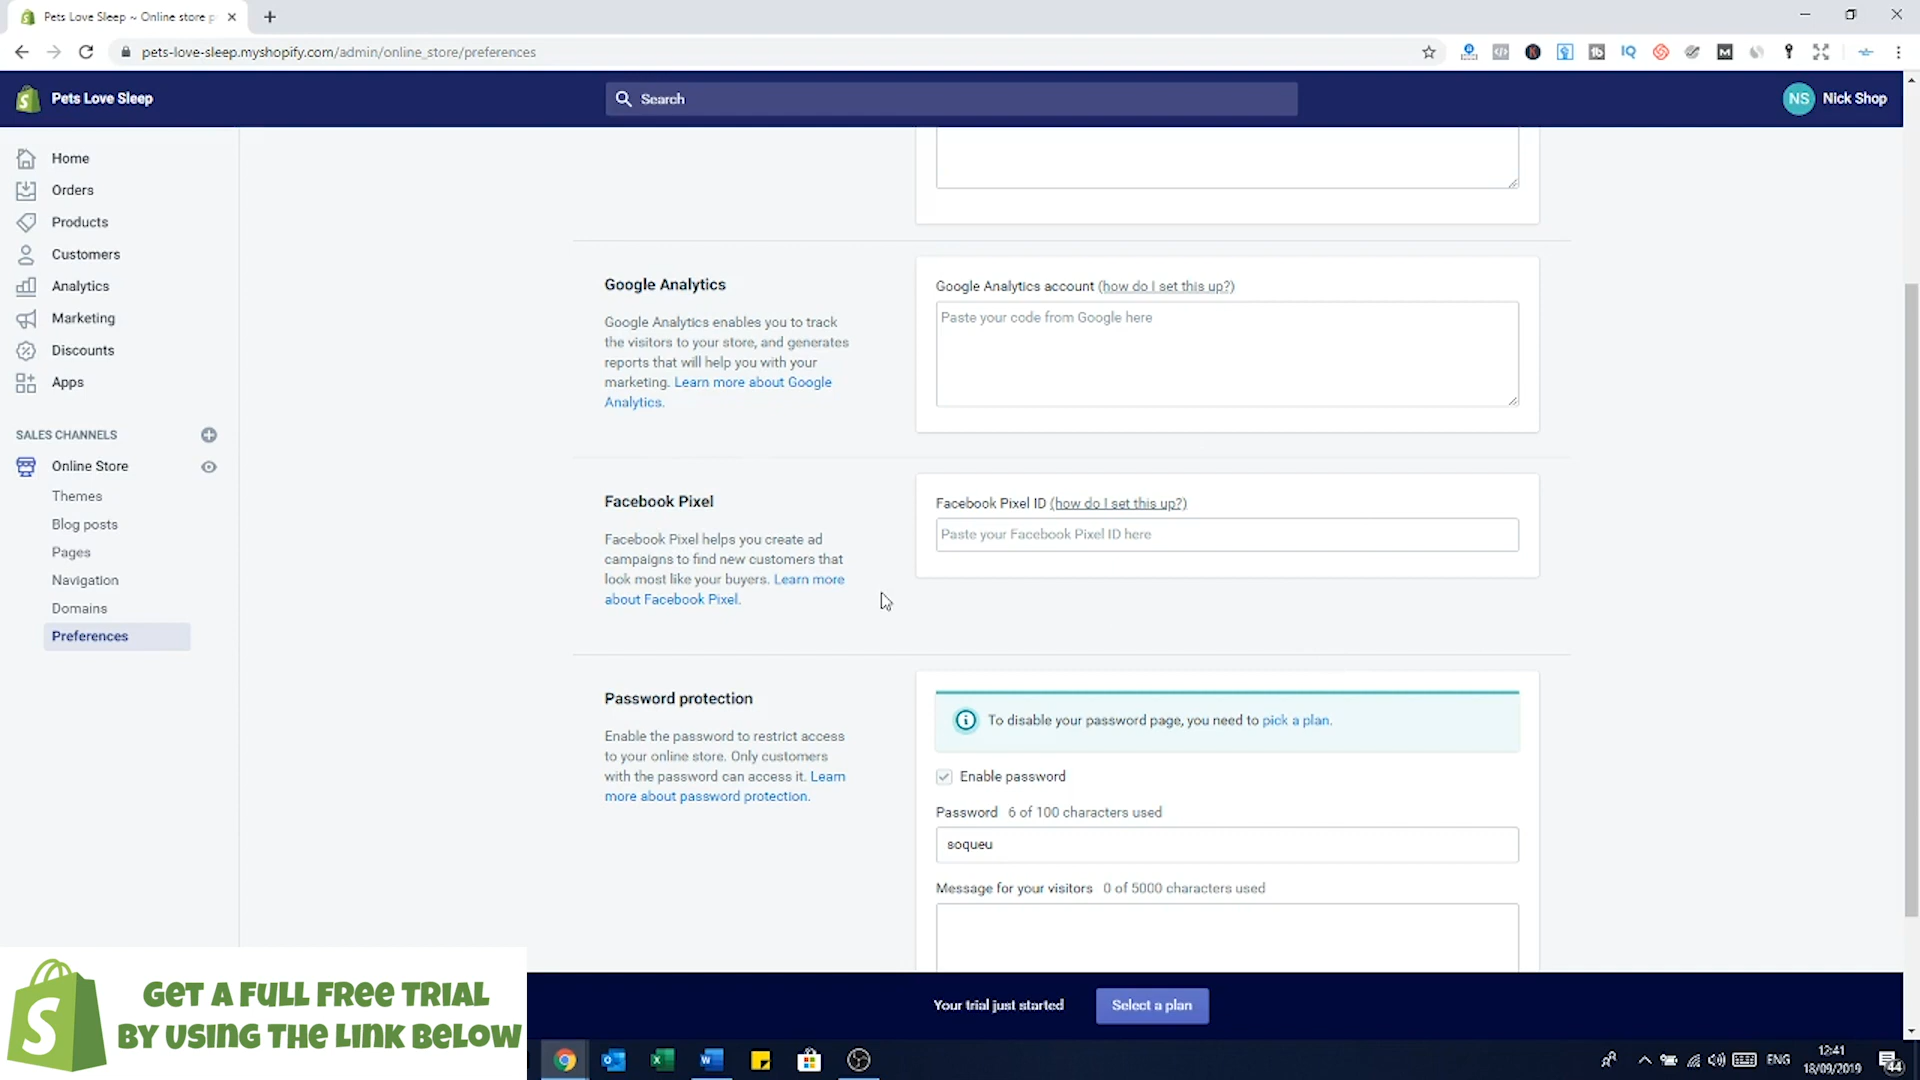 Pets Love Sleep ~ Online store p
pets-love-sleep.myshopify.com/admin/online_store/preferences
Pets Love Sleep
Search
NS Nick Shop
Home
Orders
Products
Customers
Analytics
Marketing
Discounts
Apps
SALES CHANNELS
Online Store
Themes
Blog posts
Pages
Navigation
Domains
Preferences
Google Analytics
Google Analytics enables you to track
the visitors to your store, and generates
reports that will help you with your
marketing. Learn more about Google
Analytics.
Google Analytics account (how do I set this up?)
Paste your code from Google here
Facebook Pixel
Facebook Pixel helps you create ad
campaigns to find new customers that
look most like your buyers. Learn more
about Facebook Pixel.
Facebook Pixel ID (how do I set this up?)
Paste your Facebook Pixel ID here
Password protection
Enable the password to restrict access
to your online store. Only customers
with the password can access it. Learn
more about password protection.
To disable your password page, you need to pick a plan.
Enable password
Password 6 of 100 characters used
soqueu
Message for your visitors 0 of 5000 characters used
GET A FULL FREE TRIAL
BY USING THE LINK BELOW
Your trial just started
Select a plan
ENG
12:41
18/09/2019
44